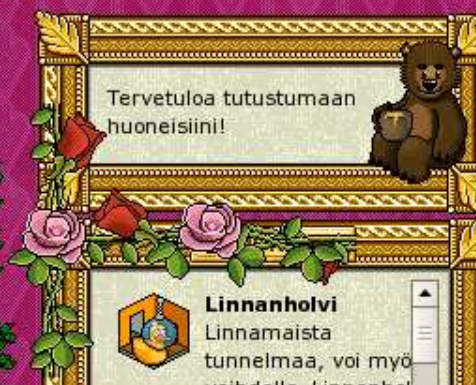 Tervetuloa tutustumaan
huoneisiini!
Linnanholvi
Linnamaista
tunnelmaa, voi myö